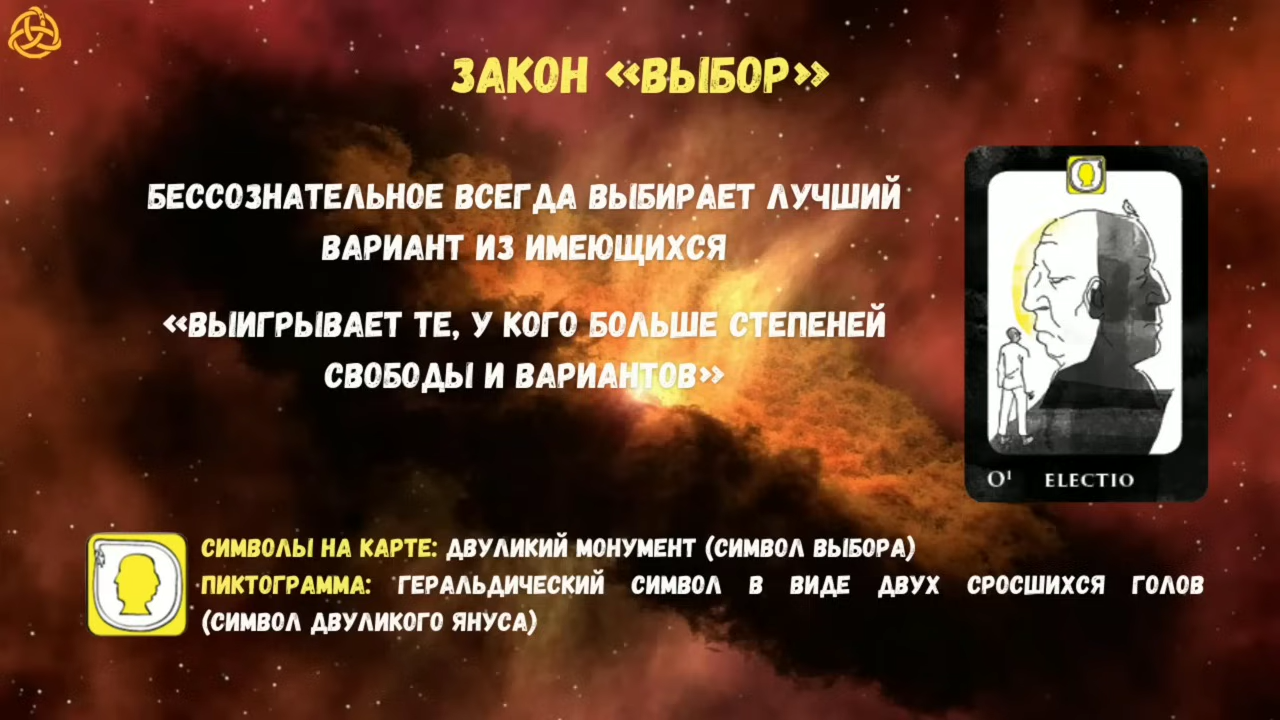 ЗАКОН «ВЫБОР»
БЕССОЗНАТЕЛЬНОЕ ВСЕГДА ВЫБИРАЕТ ЛУЧШИЙ
ВАРИАНТ ИЗ ИМЕЮЩИХСЯ
«ВЫИГРЫВАЕТ ТЕ, У КОГО БОЛЬШЕ СТЕПЕНЕЙ
СВОБОДЫ И ВАРИАНТОВ»
O¹ ELECTIO
СИМВОЛЫ НА КАРТЕ: ДВУЛИКИЙ МОНУМЕНТ (СИМВОЛ ВЫБОРА)
ПИКТОГРАММА: ГЕРАЛЬДИЧЕСКИЙ СИМВОЛ В ВИДЕ ДВУХ СРОСШИХСЯ ГОЛОВ
(СИМВОЛ ДВУЛИКОГО ЯНУСА)